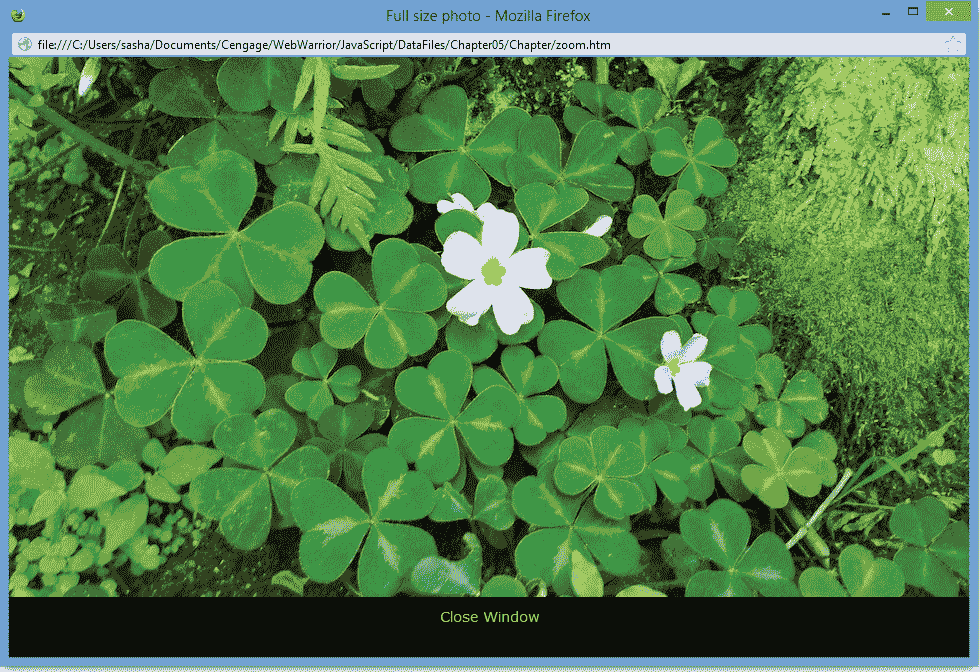 Full size photo - Mozilla Firefox
file:///C:/Users/sasha/Documents/Cengage/WebWarrior/JavaScript/DataFiles/Chapter05/Chapter/zoom.htm
Close Window